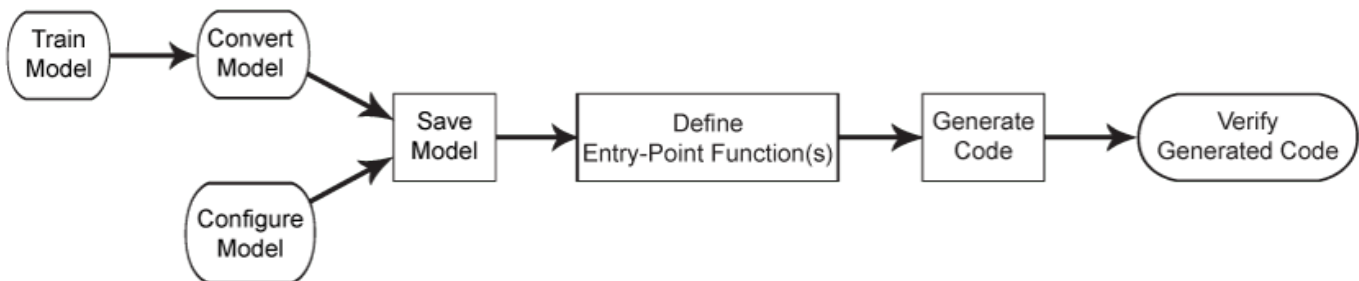 Train
Model
Convert
Model
Configure
Model
Save
Model
Define
Entry-Point Function(s)
Generate
Code
Verify
Generated Code